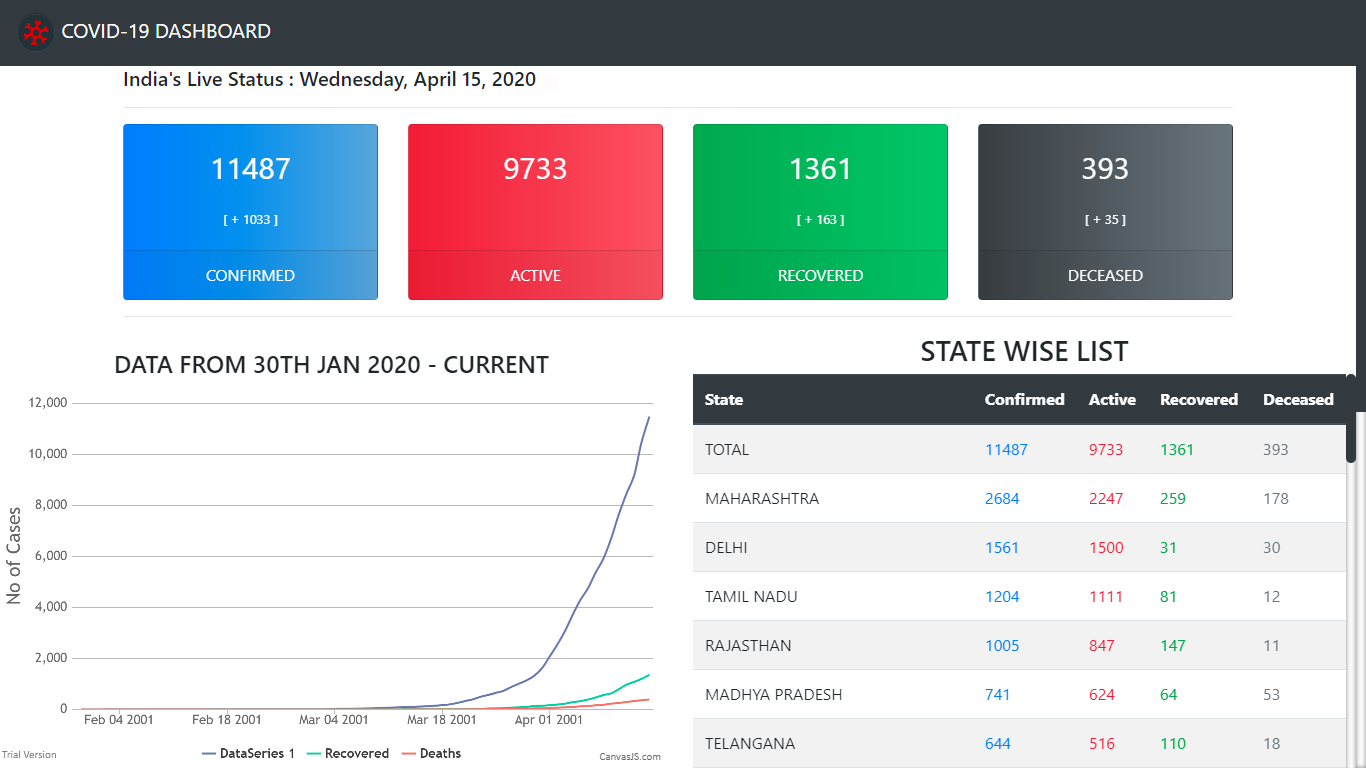 COVID-19 DASHBOARD
India's Live Status : Wednesday, April 15, 2020
11487
[ + 1033 ]
CONFIRMED
9733
ACTIVE
1361
[ + 163 ]
RECOVERED
393
[ + 35 ]
DECEASED
DATA FROM 30TH JAN 2020 - CURRENT
No of Cases
12,000
10,000
8,000
6,000
4,000
2,000
0
Feb 04 2001 Feb 18 2001 Mar 04 2001 Mar 18 2001 Apr 01 2001
DataSeries 1 Recovered Deaths
Trial Version
CanvasJS.com
STATE WISE LIST
State Confirmed Active Recovered Deceased
TOTAL 11487 9733 1361 393
MAHARASHTRA 2684 2247 259 178
DELHI 1561 1500 31 30
TAMIL NADU 1204 1111 81 12
RAJASTHAN 1005 847 147 11
MADHYA PRADESH 741 624 64 53
TELANGANA 644 516 110 18